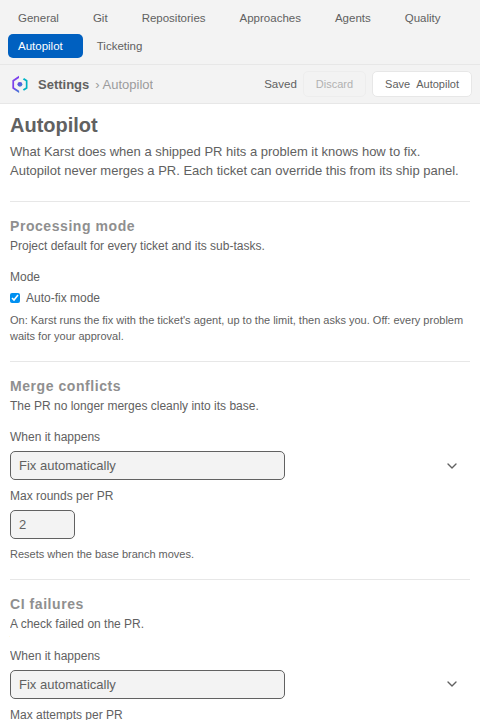 General Git Repositories Approaches Agents Quality
Autopilot Ticketing
Settings › Autopilot Saved Discard Save Autopilot
Autopilot
What Karst does when a shipped PR hits a problem it knows how to fix.
Autopilot never merges a PR. Each ticket can override this from its ship panel.
Processing mode
Project default for every ticket and its sub-tasks.
Mode
Auto-fix mode
On: Karst runs the fix with the ticket's agent, up to the limit, then asks you. Off: every problem
waits for your approval.
Merge conflicts
The PR no longer merges cleanly into its base.
When it happens
Fix automatically
Max rounds per PR
2
Resets when the base branch moves.
CI failures
A check failed on the PR.
When it happens
Fix automatically
Max attempts per PR